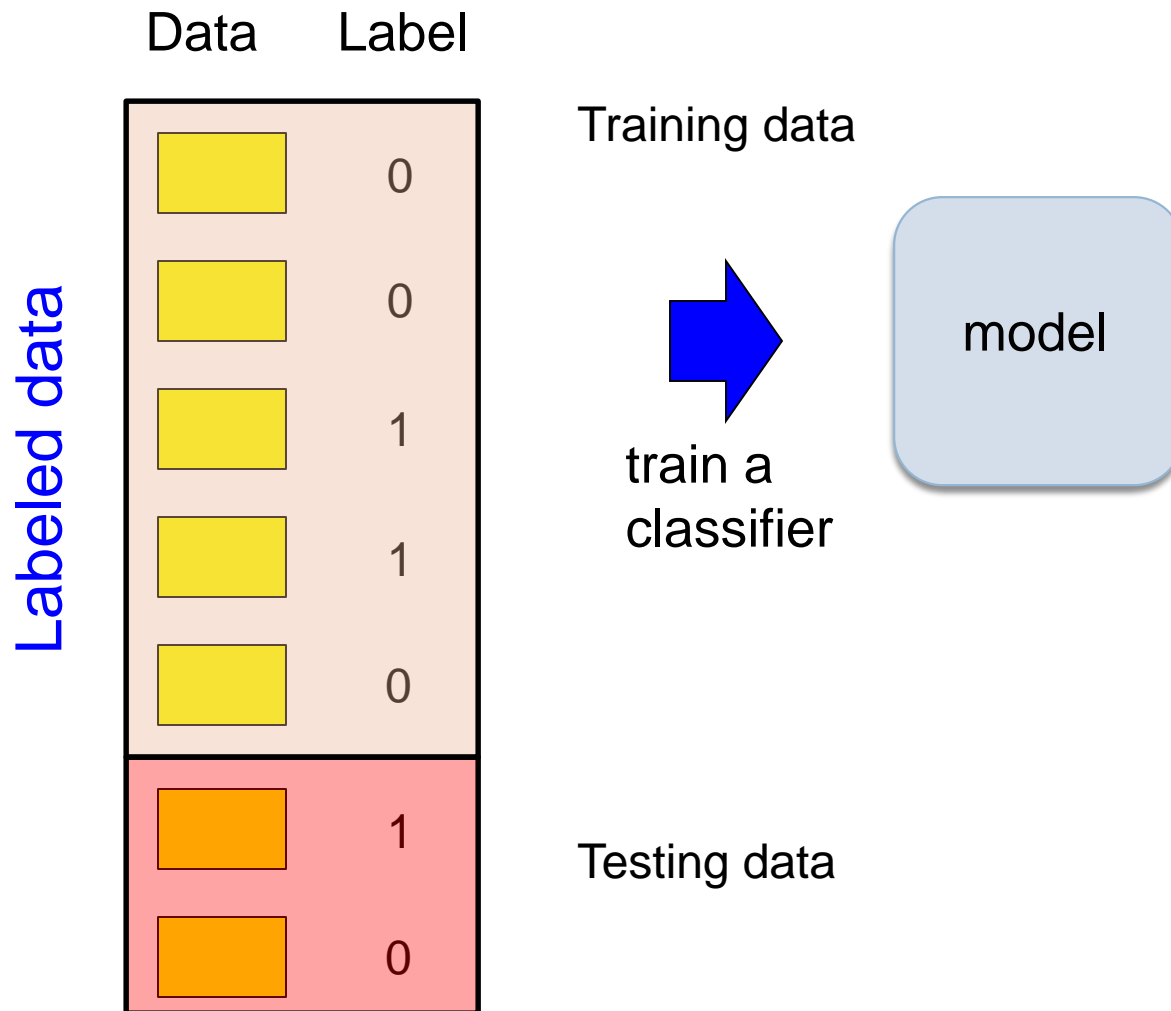 Data Label
Labeled data
Training data
0
0
1
1
0
train a
classifier
model
1
0
Testing data